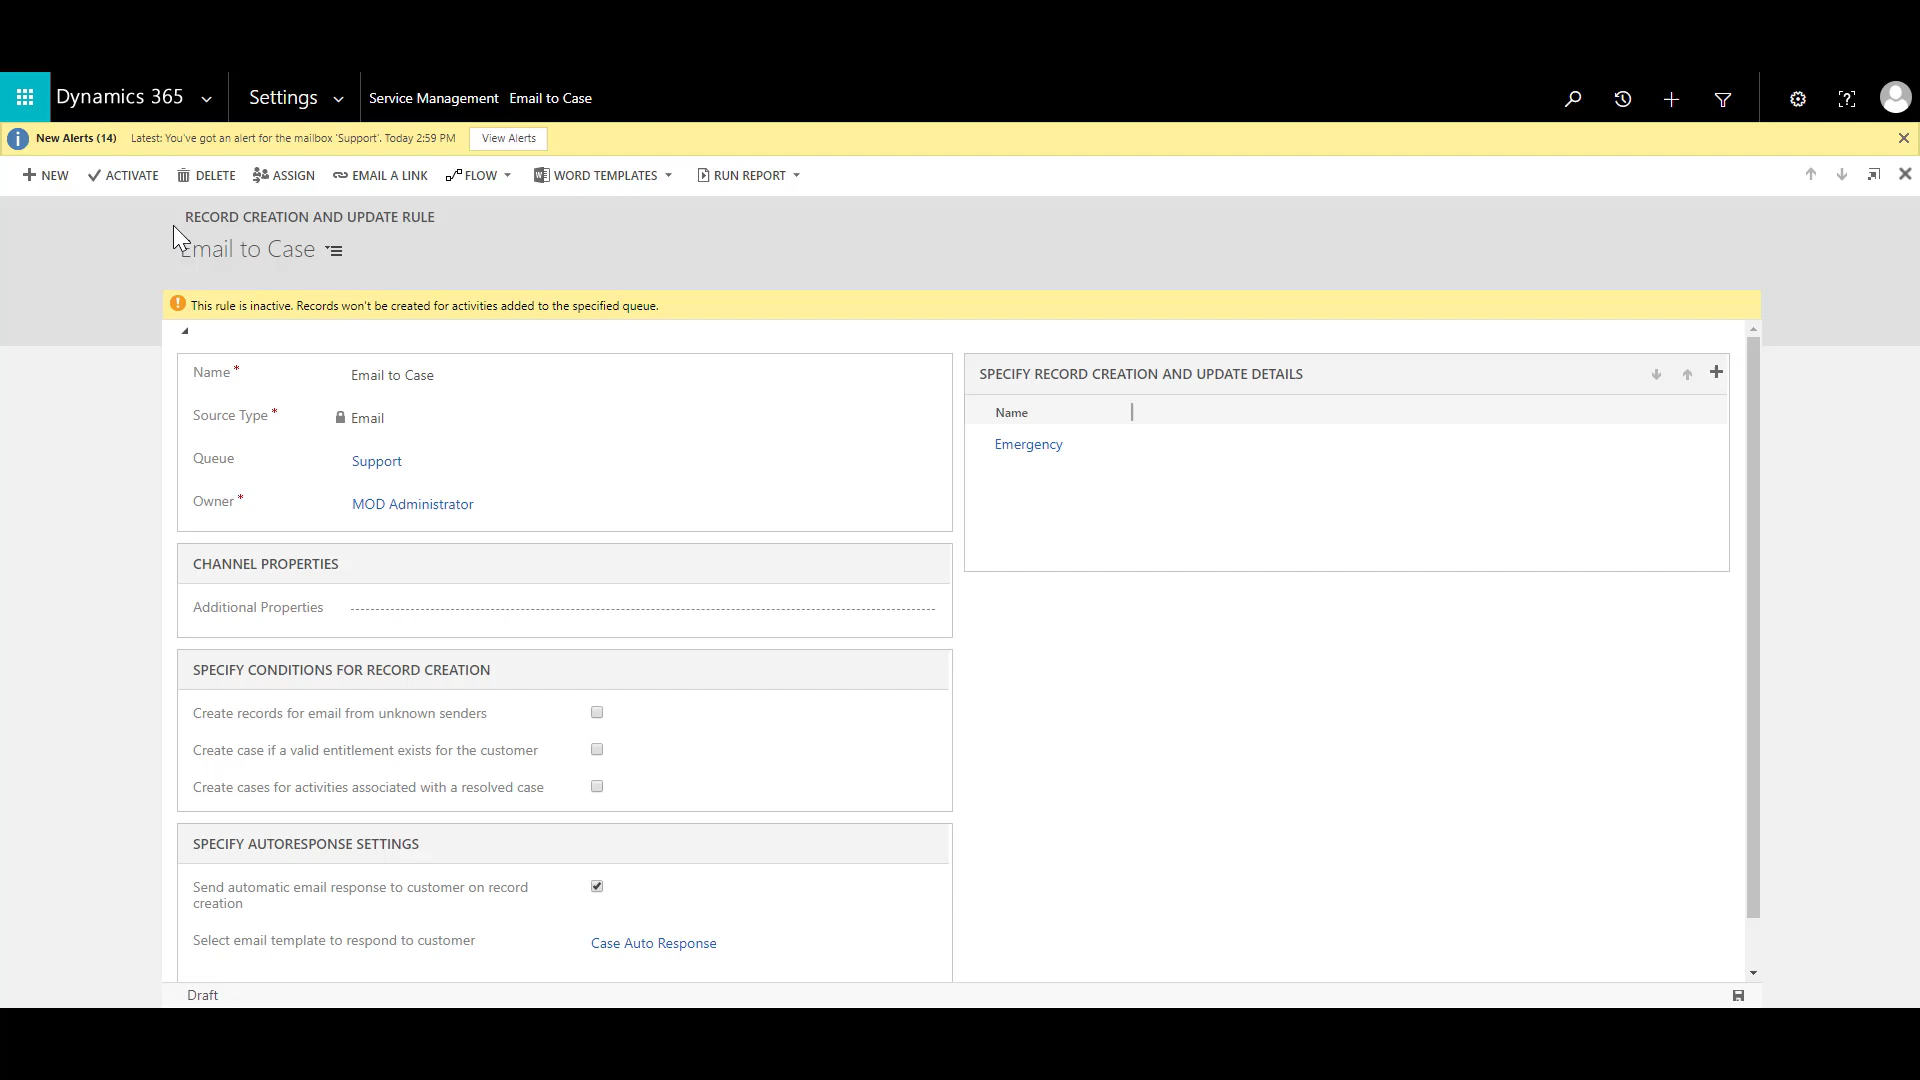 Dynamics 365 Settings Service Management Email to Case
New Alerts (14) Latest: You've got an alert for the mailbox 'Support'. Today 2:59 PM View Alerts
NEW ACTIVATE DELETE ASSIGN EMAIL A LINK FLOW WORD TEMPLATES RUN REPORT
RECORD CREATION AND UPDATE RULE
Email to Case
This rule is inactive. Records won't be created for activities added to the specified queue.
Name * Email to Case
Source Type * Email
Queue Support
Owner * MOD Administrator
SPECIFY RECORD CREATION AND UPDATE DETAILS
Name
Emergency
CHANNEL PROPERTIES
Additional Properties
SPECIFY CONDITIONS FOR RECORD CREATION
Create records for email from unknown senders
Create case if a valid entitlement exists for the customer
Create cases for activities associated with a resolved case
SPECIFY AUTORESPONSE SETTINGS
Send automatic email response to customer on record
creation
Select email template to respond to customer Case Auto Response
Draft